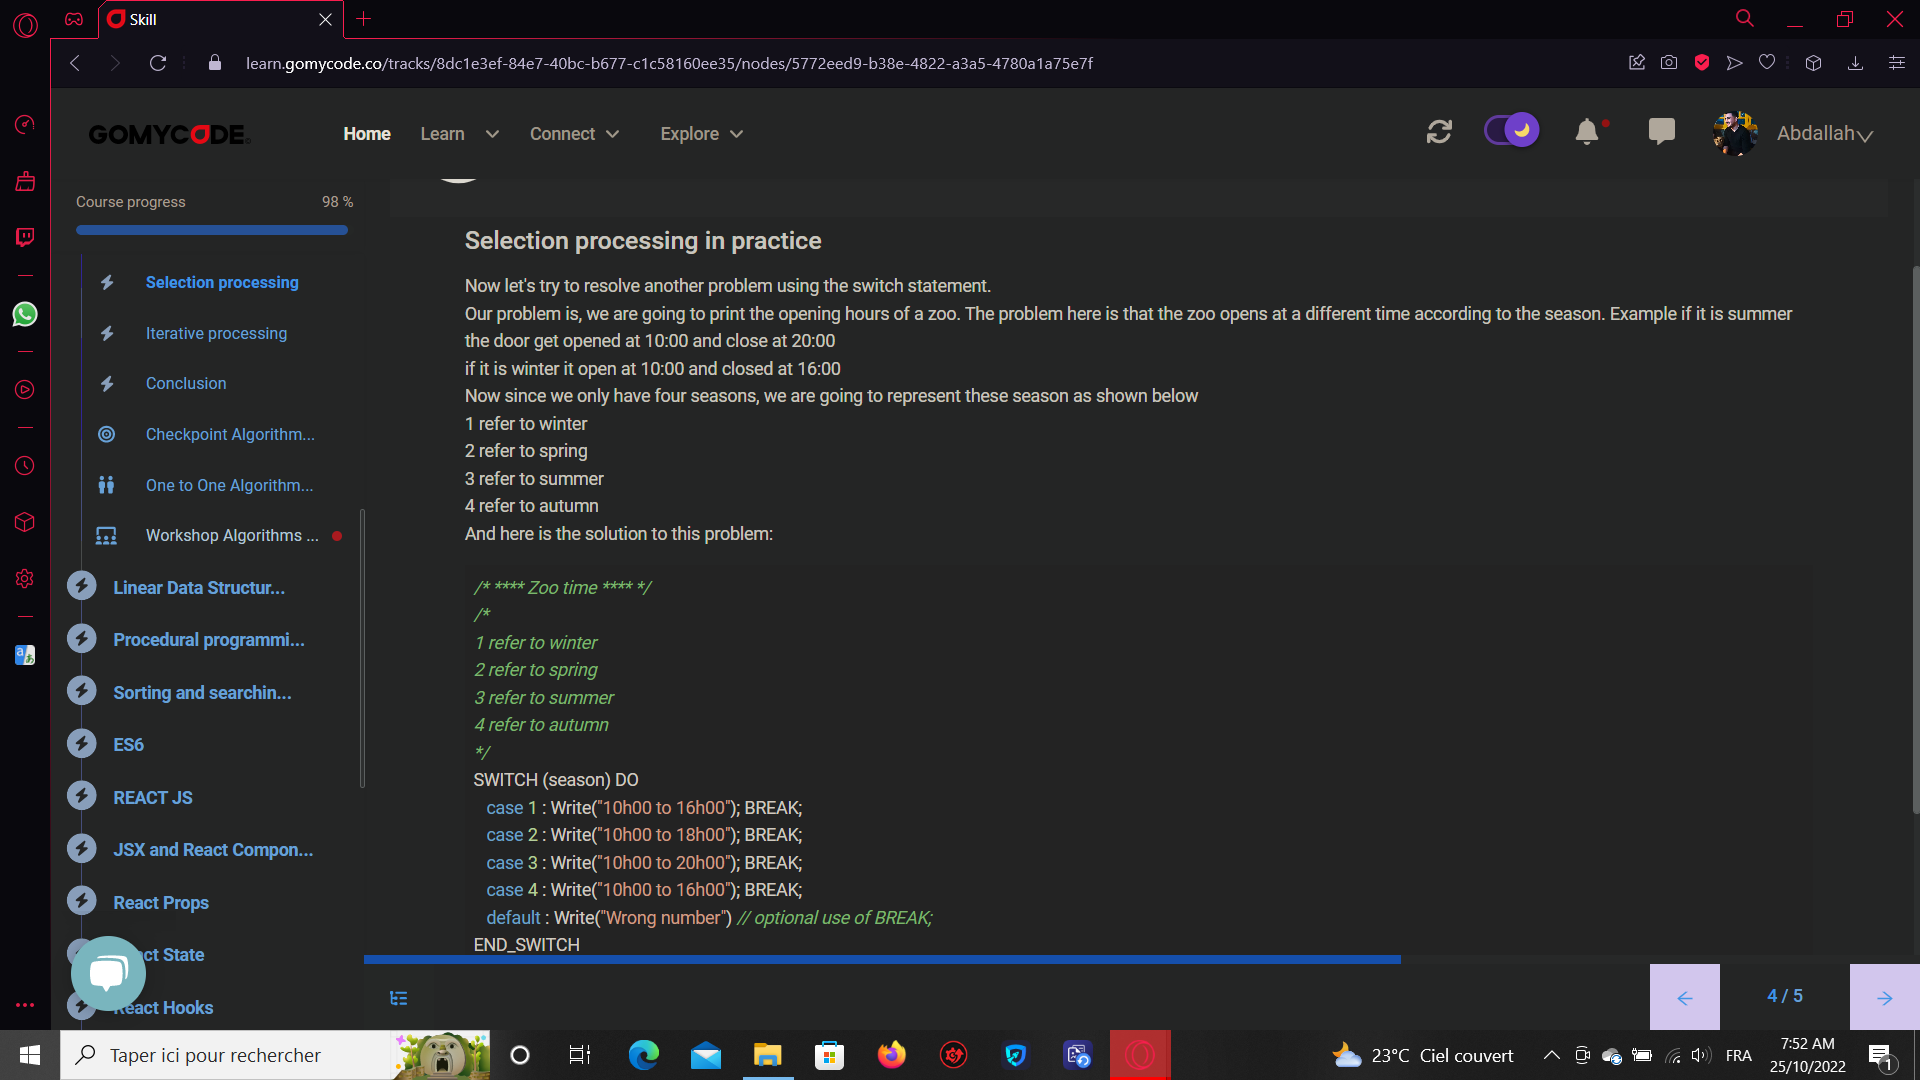 Skill
learn.gomycode.co/tracks/8dc1e3ef-84e7-40bc-b677-c1c58160ee35/nodes/5772eed9-b38e-4822-a3a5-4780a1a75e7f
GOMYCODE
Home
Learn
Connect
Explore
Abdallah
Course progress
98 %
Selection processing
Iterative processing
Conclusion
Checkpoint Algorithm...
One to One Algorithm...
Workshop Algorithms ...
Linear Data Structur...
Procedural programmi...
Sorting and searchin...
ES6
REACT JS
JSX and React Compon...
React Props
ct State
React Hooks
Selection processing in practice
Now let's try to resolve another problem using the switch statement.
Our problem is, we are going to print the opening hours of a zoo. The problem here is that the zoo opens at a different time according to the season. Example if it is summer
the door get opened at 10:00 and close at 20:00
if it is winter it open at 10:00 and closed at 16:00
Now since we only have four seasons, we are going to represent these season as shown below
1 refer to winter
2 refer to spring
3 refer to summer
4 refer to autumn
And here is the solution to this problem:
/* **** Zoo time **** */
/*
1 refer to winter
2 refer to spring
3 refer to summer
4 refer to autumn
*/
SWITCH (season) DO
case 1 : Write("10h00 to 16h00"); BREAK;
case 2 : Write("10h00 to 18h00"); BREAK;
case 3 : Write("10h00 to 20h00"); BREAK;
case 4 : Write("10h00 to 16h00"); BREAK;
default : Write("Wrong number") // optional use of BREAK;
END_SWITCH
4 / 5
Taper ici pour rechercher
23°C Ciel couvert
FRA
7:52 AM
25/10/2022
1